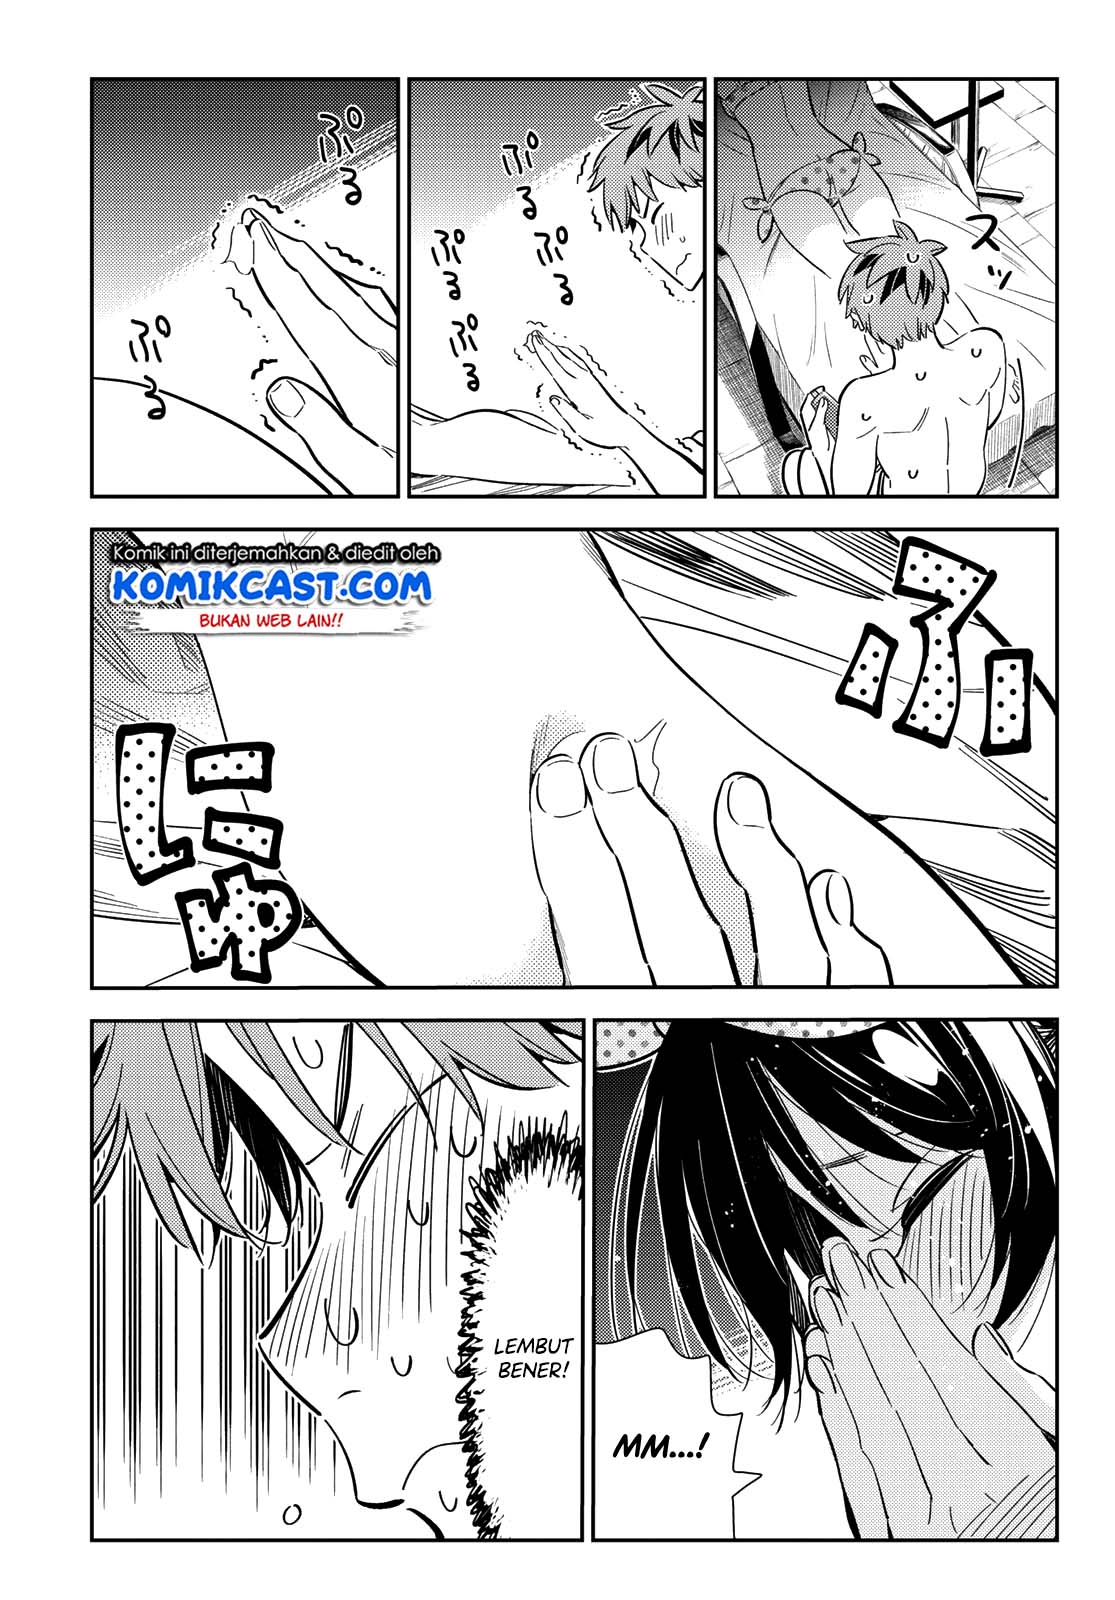 スッ
ぷる
ぷる
ぷる
ぷる
ぷる
ぷる
Komik ini diterjemahkan & diedit oleh
KOMIKCAST.COM
BUKAN WEB LAIN!!
ふ
にゅ
MM...!
LEMBUT
BENER!